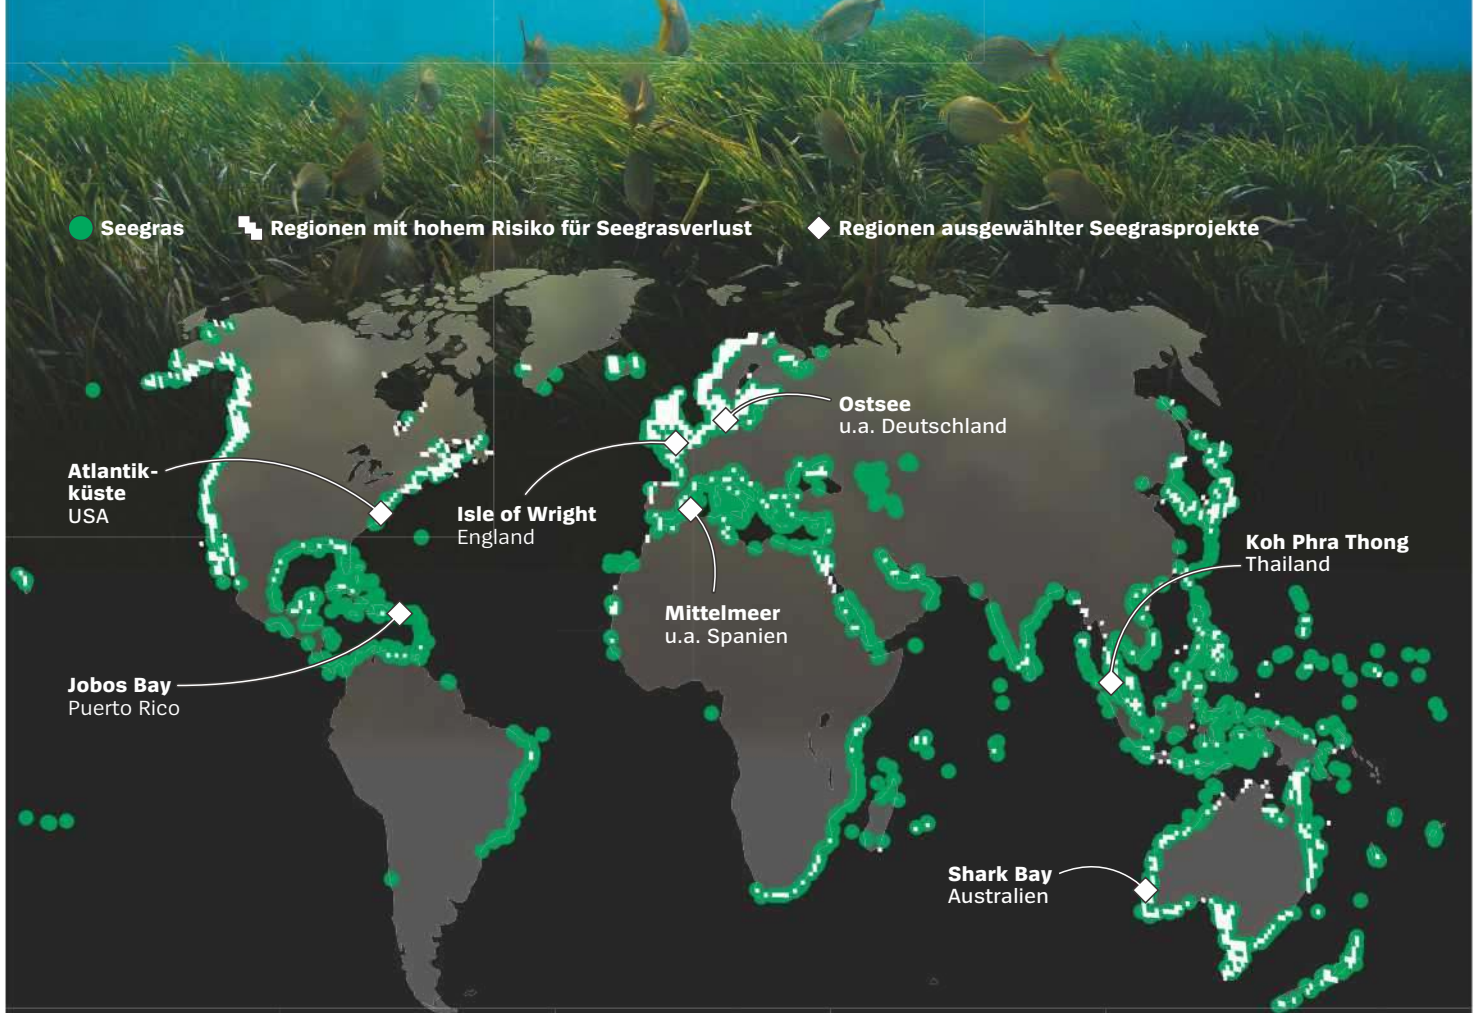 Seegras
Regionen mit hohem Risiko für Seegrasverlust
Regionen ausgewählter Seegrasprojekte
Ostsee
u.a. Deutschland
Atlantik-
küste
USA
Isle of Wright
England
Koh Phra Thong
Thailand
Mittelmeer
u.a. Spanien
Jobos Bay
Puerto Rico
Shark Bay
Australien